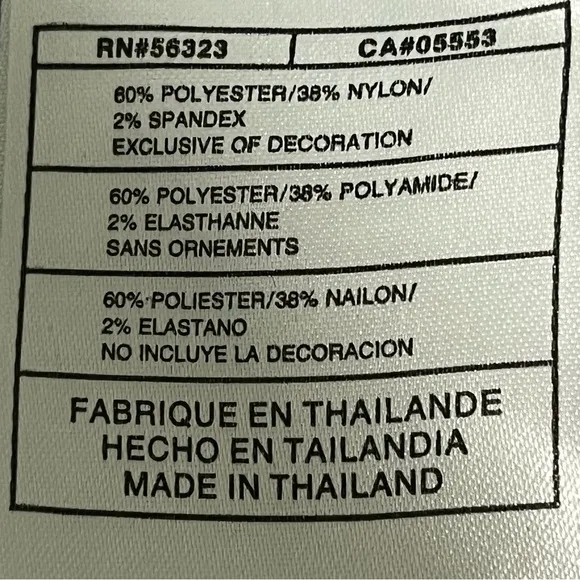 RN#56323 CA#05553
60% POLYESTER/38% NYLON/
2% SPANDEX
EXCLUSIVE OF DECORATION
60% POLYESTER/38% POLYAMIDE/
2% ELASTHANNE
SANS ORNEMENTS
60% POLIESTER/38% NAILON/
2% ELASTANO
NO INCLUYE LA DECORACION
FABRIQUE EN THAILANDE
HECHO EN TAILANDIA
MADE IN THAILAND